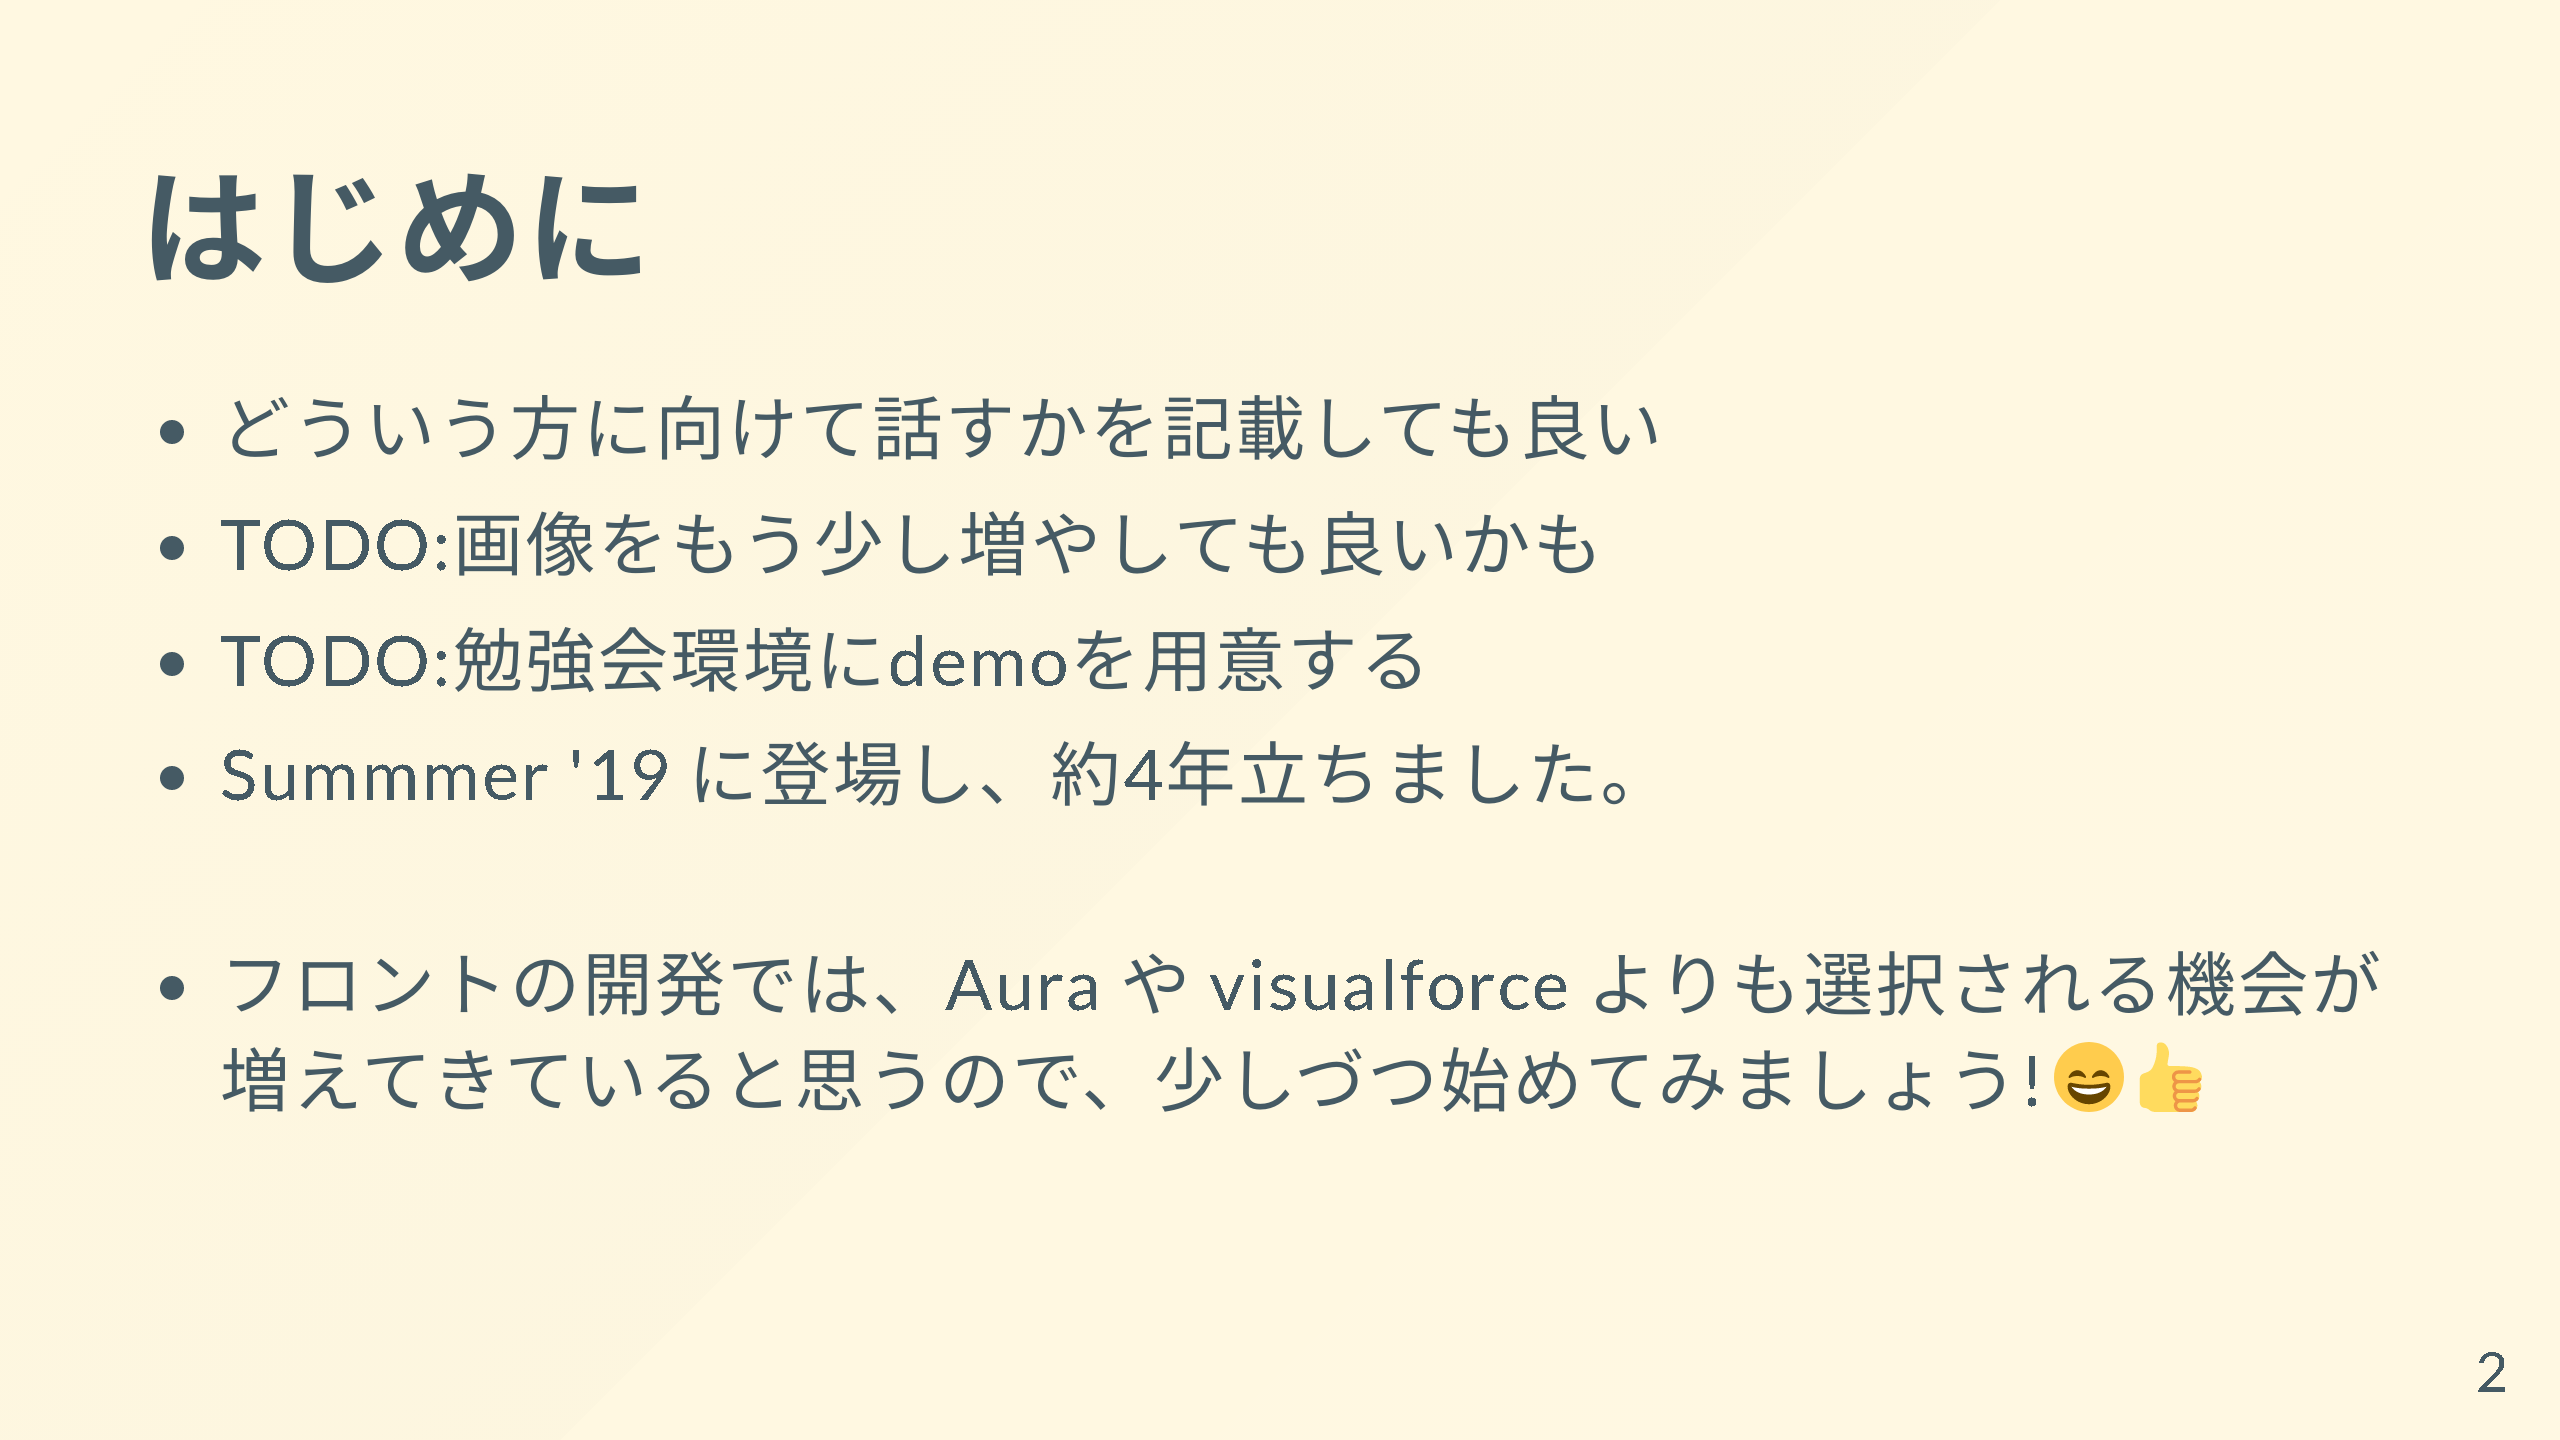 はじめに
• どういう方に向けて話すかを記載しても良い
• TODO:画像をもう少し増やしても良いかも
• TODO:勉強会環境にdemoを用意する
• Summmer '19 に登場し、約4年立ちました。
• フロントの開発では、Aura や visualforce よりも選択される機会が
増えてきていると思うので、少しづつ始めてみましょう!😄👍
2